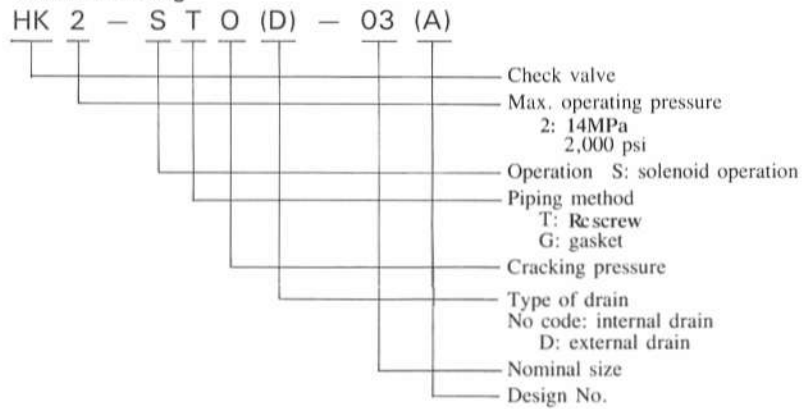 HK 2 – S T O (D) – 03 (A)
Check valve
Max. operating pressure
2: 14MPa
2,000 psi
Operation S: solenoid operation
Piping method
T: Rc screw
G: gasket
Cracking pressure
Type of drain
No code: internal drain
D: external drain
Nominal size
Design No.